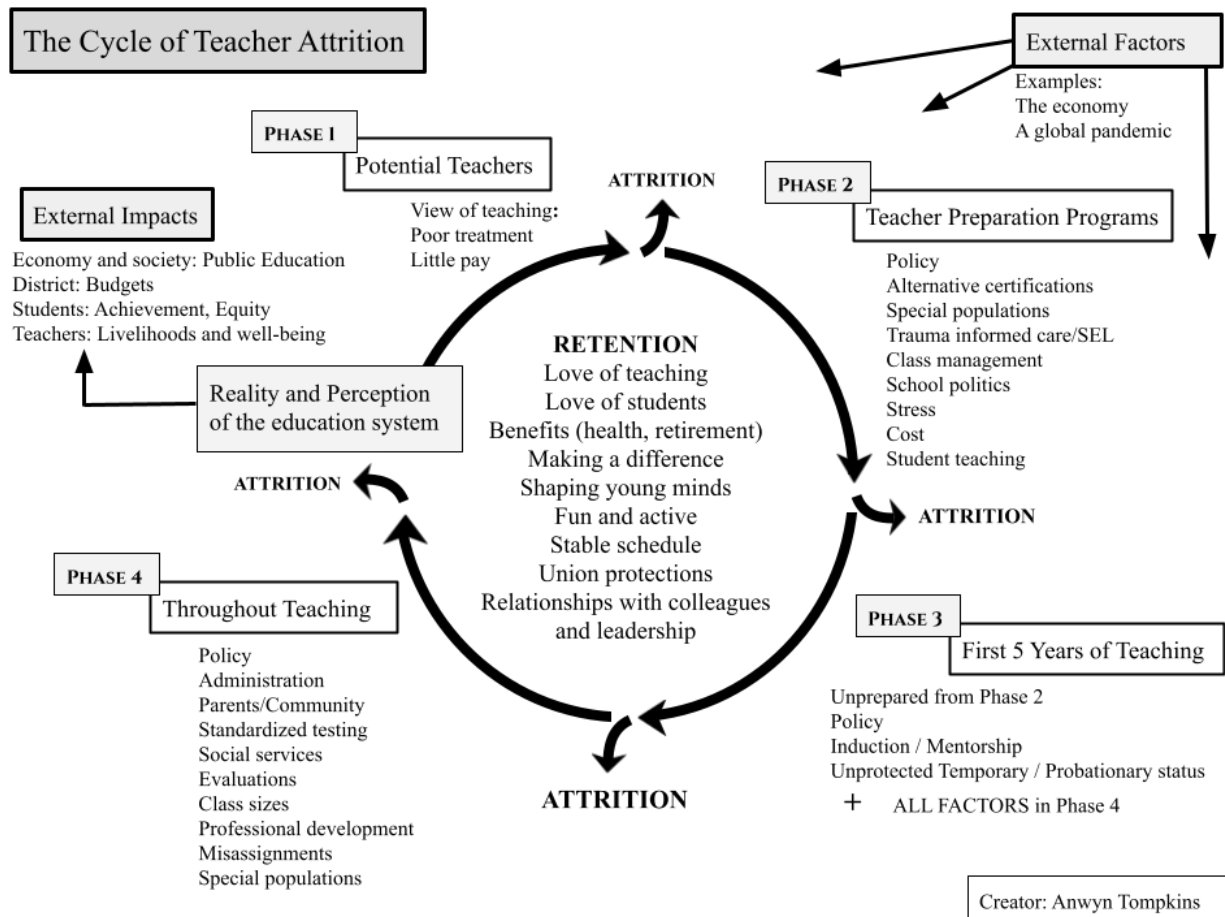 The Cycle of Teacher Attrition
External Factors
Examples:
The economy
A global pandemic
PHASE 1
Potential Teachers
View of teaching:
Poor treatment
Little pay
ATTRITION
PHASE 2
Teacher Preparation Programs
Policy
Alternative certifications
Special populations
Trauma informed care/SEL
Class management
School politics
Stress
Cost
Student teaching
External Impacts
Economy and society: Public Education
District: Budgets
Students: Achievement, Equity
Teachers: Livelihoods and well-being
Reality and Perception
of the education system
RETENTION
Love of teaching
Love of students
Benefits (health, retirement)
Making a difference
Shaping young minds
Fun and active
Stable schedule
Union protections
Relationships with colleagues
and leadership
ATTRITION
ATTRITION
PHASE 3
First 5 Years of Teaching
Unprepared from Phase 2
Policy
Induction / Mentorship
Unprotected Temporary / Probationary status
+ ALL FACTORS in Phase 4
ATTRITION
PHASE 4
Throughout Teaching
Policy
Administration
Parents/Community
Standardized testing
Social services
Evaluations
Class sizes
Professional development
Misassignments
Special populations
Creator: Anwyn Tompkins